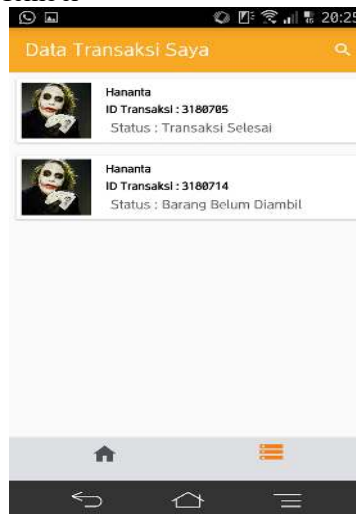 20:25
Data Transaksi Saya
Hananta
ID Transaksi : 3180705
Status : Transaksi Selesai
Hananta
ID Transaksi : 3180714
Status : Barang Belum Diambil